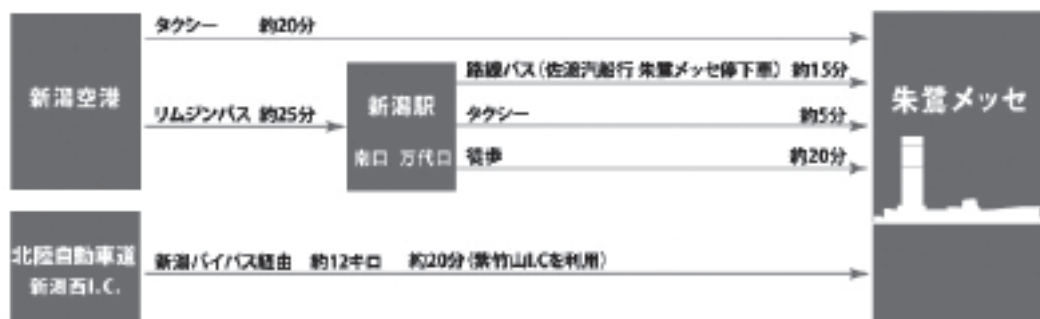 タクシー 約20分
新潟空港
リムジンバス 約25分
新潟駅
南口 万代口
路線バス(佐渡汽船行 朱鷺メッセ停下車) 約15分
タクシー 約5分
徒歩 約20分
朱鷺メッセ
北陸自動車道
新潟西I.C.
新潟バイパス経由 約12キロ 約20分(紫竹山I.Cを利用)